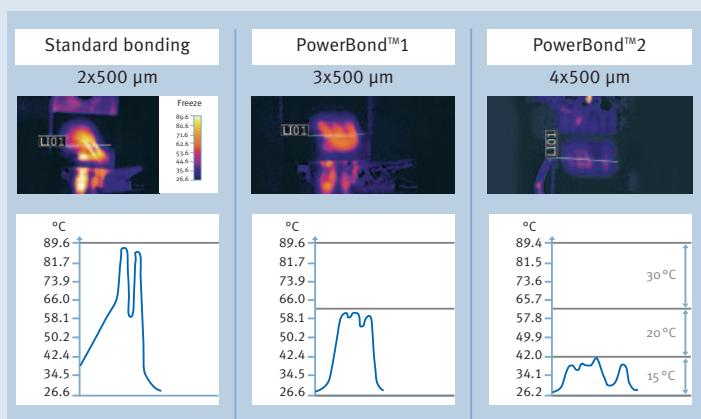 Standard bonding
2x500 µm
Freeze
89.6
80.6
71.6
62.6
53.6
44.6
35.6
26.6
LI01
°C
89.6
81.7
73.9
66.0
58.1
50.2
42.4
34.5
26.6
PowerBond™1
3x500 µm
LI01
°C
89.6
81.7
73.9
66.0
58.1
50.2
42.4
34.5
26.6
PowerBond™2
4x500 µm
LI01
°C
89.4
81.5
73.6
65.7
57.8
49.9
42.0
34.1
26.2
30°C
20°C
15°C